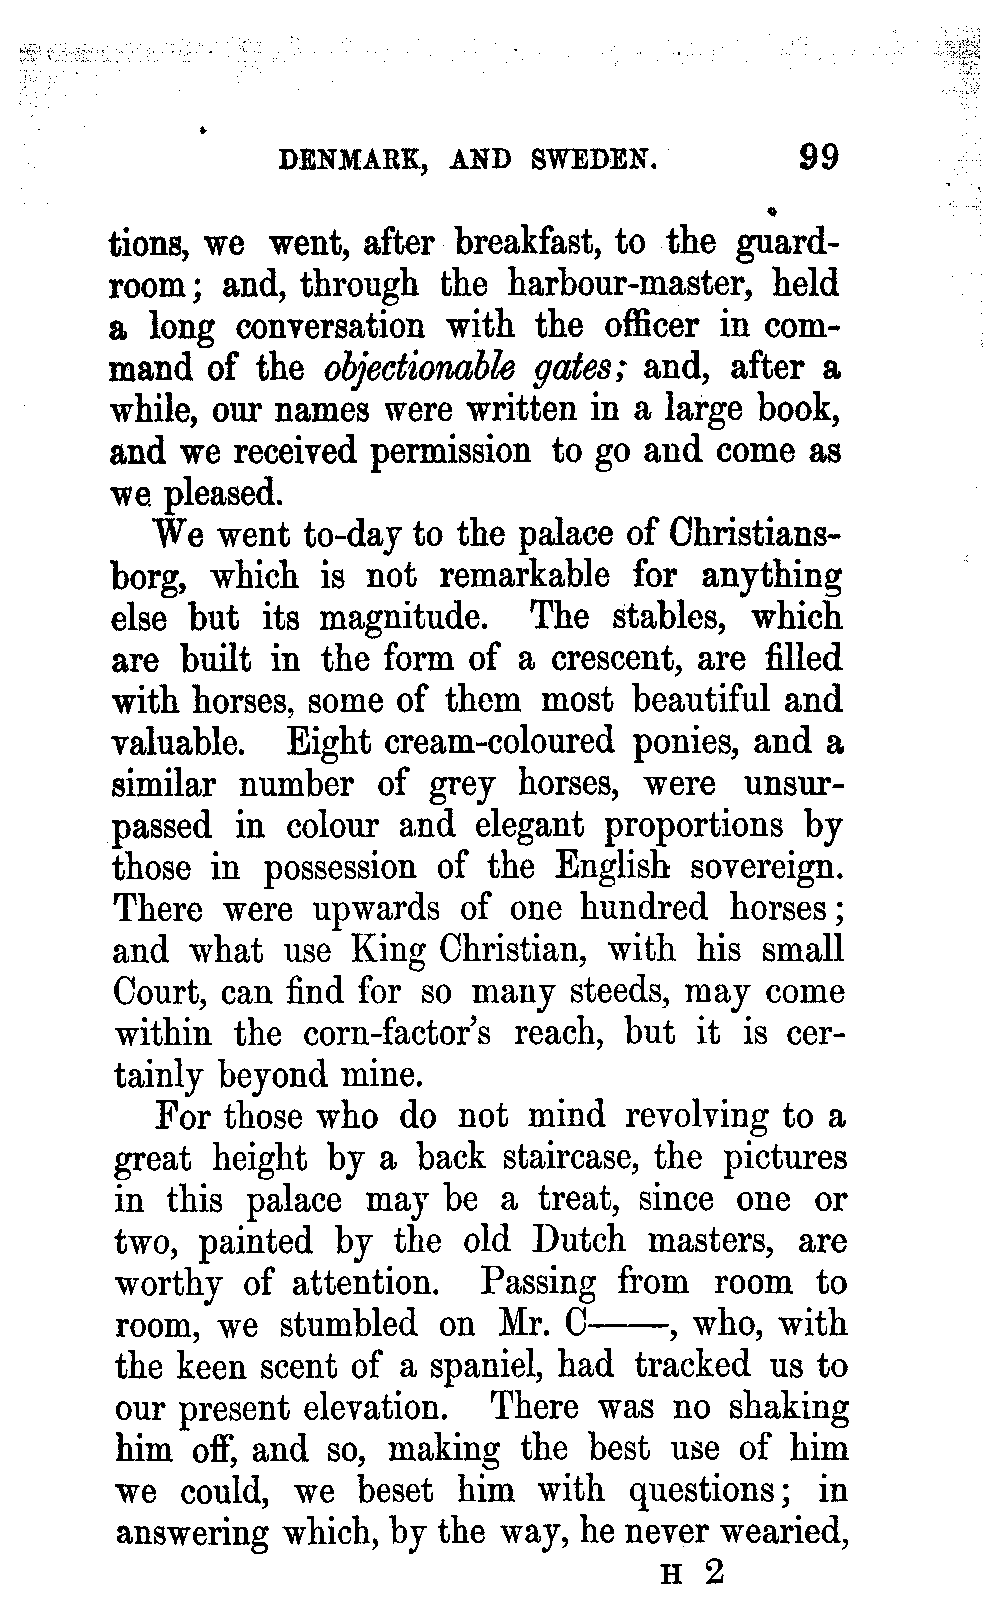 DENMARK, AND SWEDEN. 99
tions, we went, after breakfast, to the guard-
room; and, through the harbour-master, held
a long conversation with the officer in com-
mand of the objectionable gates; and, after a
while, our names were written in a large book,
and we received permission to go and come as
we pleased.
We went to-day to the palace of Christians-
borg, which is not remarkable for anything
else but its magnitude. The stables, which
are built in the form of a crescent, are filled
with horses, some of them most beautiful and
valuable. Eight cream-coloured ponies, and a
similar number of grey horses, were unsur-
passed in colour and elegant proportions by
those in possession of the English sovereign.
There were upwards of one hundred horses;
and what use King Christian, with his small
Court, can find for so many steeds, may come
within the corn-factor's reach, but it is cer-
tainly beyond mine.
For those who do not mind revolving to a
great height by a back staircase, the pictures
in this palace may be a treat, since one or
two, painted by the old Dutch masters, are
worthy of attention. Passing from room to
room, we stumbled on Mr. C——, who, with
the keen scent of a spaniel, had tracked us to
our present elevation. There was no shaking
him off, and so, making the best use of him
we could, we beset him with questions; in
answering which, by the way, he never wearied,
H 2